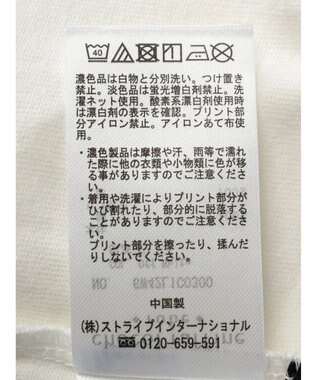 40
濃色品は白物と分別洗い。つけ置き
禁止。淡色品は蛍光増白剤禁止。洗
濯ネット使用。酸素系漂白剤使用時
は漂白剤の表示を確認。プリント部
分アイロン禁止。アイロンあて布使
用。
・濃色製品は摩擦や汗、雨等で濡れ
た際に他の衣類や小物類に色が移
る事がありますのでご注意くださ
い。
・着用や洗濯によりプリント部分が
ひび割れたり、部分的に脱落する
ことがありますのでご注意くださ
い。
プリント部分を擦ったり、揉んだ
りしないでください。
中国製
(株)ストライプインターナショナル
0120-659-591